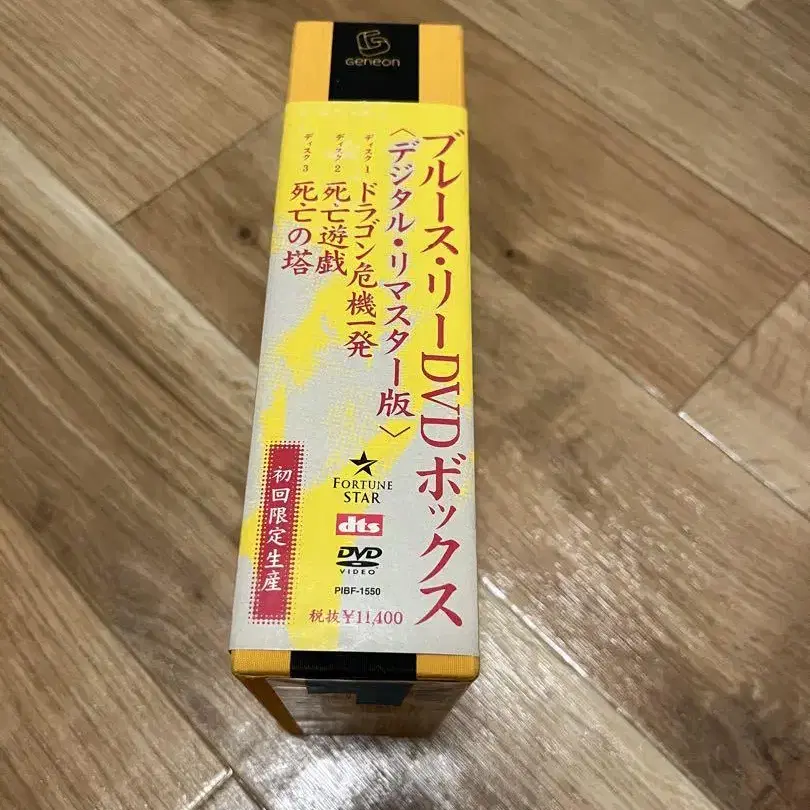 Geneon
ブルース・リーDVDボックス
〈デジタル・リマスター版〉
ディスク1 ドラゴン危機一発
ディスク2 死亡遊戯
ディスク3 死亡の塔
初回限定生産
FORTUNE
STAR
dts
DVD
VIDEO
PIBF-1550
税抜¥11,400